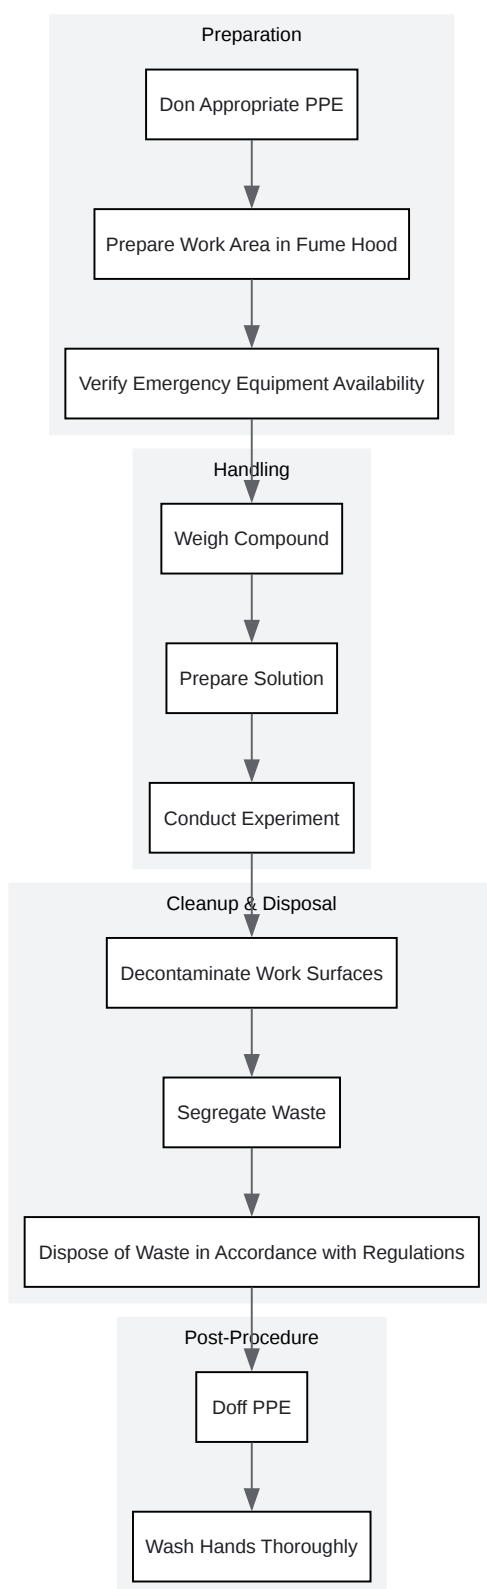 Preparation
Don Appropriate PPE
Prepare Work Area in Fume Hood
Verify Emergency Equipment Availability
Handling
Weigh Compound
Prepare Solution
Conduct Experiment
Cleanup & Disposal
Decontaminate Work Surfaces
Segregate Waste
Dispose of Waste in Accordance with Regulations
Post-Procedure
Doff PPE
Wash Hands Thoroughly